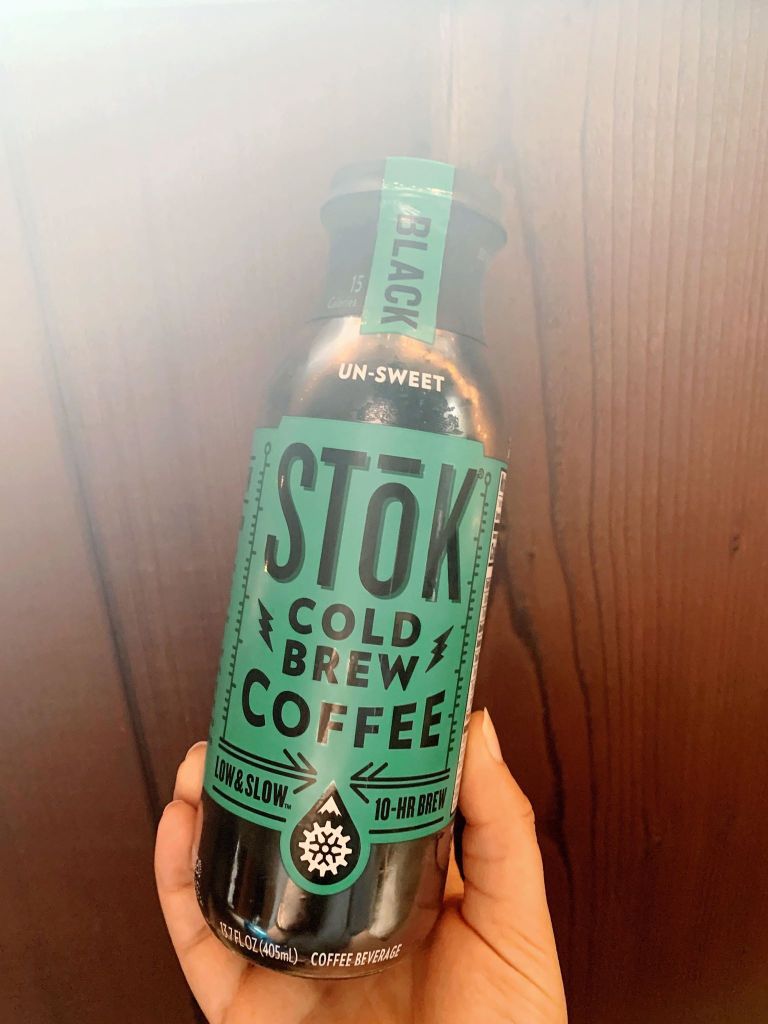 BLACK
15
Calories
UN-SWEET
STōK
COLD
BREW
COFFEE
LOW & SLOW™
10-HR BREW
13.7 FL OZ (405mL) COFFEE BEVERAGE